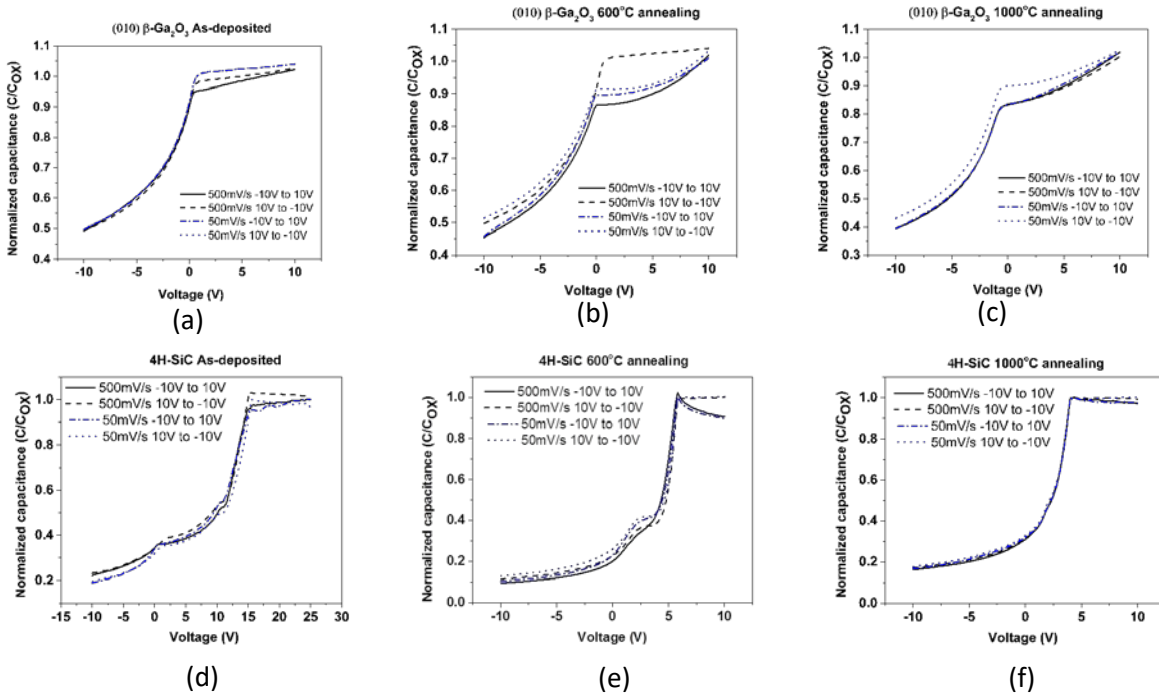 (010) β-Ga₂O₃ As-deposited
Normalized capacitance (C/C_OX)
1.1
1.0
0.9
0.8
0.7
0.6
0.5
0.4
500mV/s -10V to 10V
500mV/s 10V to -10V
50mV/s -10V to 10V
50mV/s 10V to -10V
-10
-5
0
5
10
Voltage (V)
(a)
(010) β-Ga₂O₃ 600°C annealing
Normalized capacitance (C/C_OX)
1.1
1.0
0.9
0.8
0.7
0.6
0.5
0.4
500mV/s -10V to 10V
500mV/s 10V to -10V
50mV/s -10V to 10V
50mV/s 10V to -10V
-10
-5
0
5
10
Voltage (V)
(b)
(010) β-Ga₂O₃ 1000°C annealing
Normalized capacitance (C/C_OX)
1.1
1.0
0.9
0.8
0.7
0.6
0.5
0.4
0.3
500mV/s -10V to 10V
500mV/s 10V to -10V
50mV/s -10V to 10V
50mV/s 10V to -10V
-10
-5
0
5
10
Voltage (V)
(c)
4H-SiC As-deposited
Normalized capacitance (C/C_OX)
1.0
0.8
0.6
0.4
0.2
500mV/s -10V to 10V
500mV/s 10V to -10V
50mV/s -10V to 10V
50mV/s 10V to -10V
-10
-5
0
5
10
15
20
25
30
Voltage (V)
(d)
4H-SiC 600°C annealing
Normalized capacitance (C/C_OX)
1.0
0.8
0.6
0.4
0.2
0.0
500mV/s -10V to 10V
500mV/s 10V to -10V
50mV/s -10V to 10V
50mV/s 10V to -10V
-10
-5
0
5
10
Voltage (V)
(e)
4H-SiC 1000°C annealing
Normalized capacitance (C/C_OX)
1.0
0.8
0.6
0.4
0.2
0.0
500mV/s -10V to 10V
500mV/s 10V to -10V
50mV/s -10V to 10V
50mV/s 10V to -10V
-10
-5
0
5
10
Voltage (V)
(f)